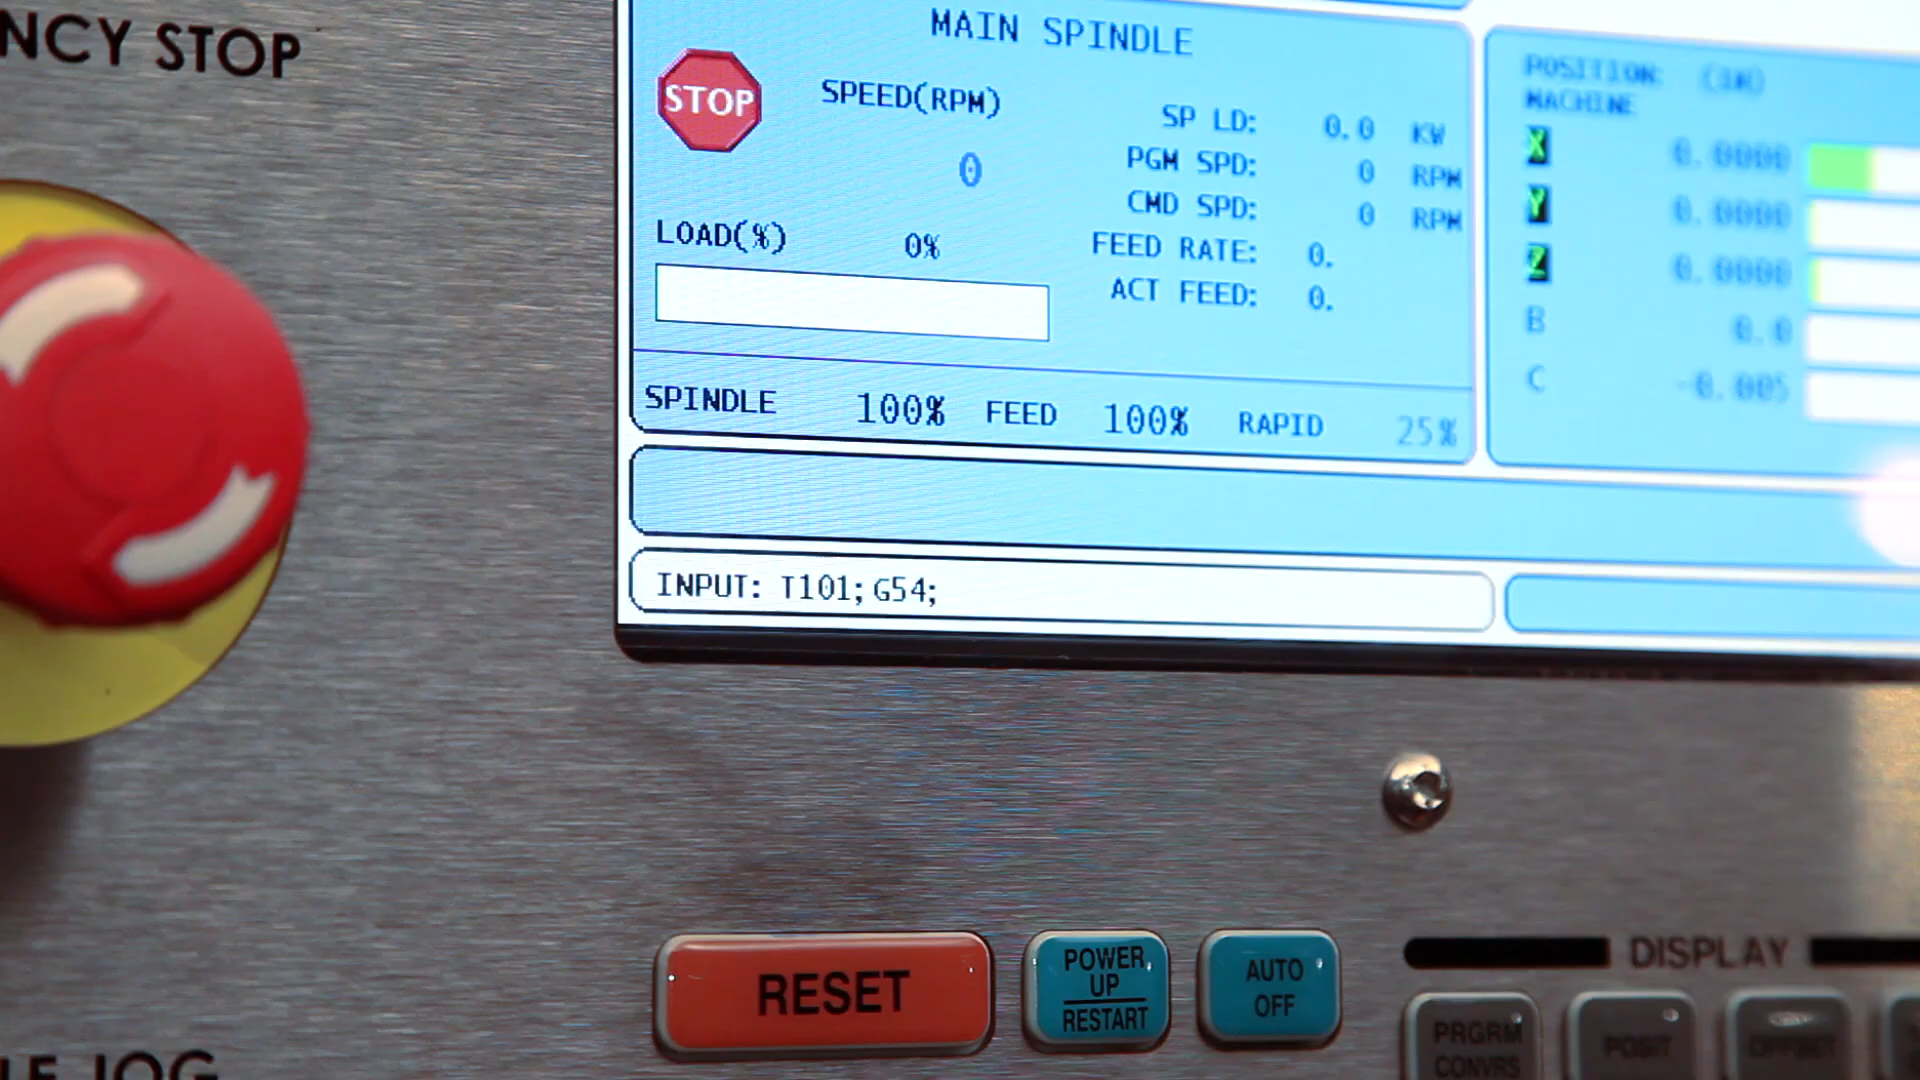 NCY STOP
MAIN SPINDLE
STOP
SPEED(RPM)
0
SP LD: 0.0 KW
PGM SPD: 0 RPM
CMD SPD: 0 RPM
FEED RATE: 0.
ACT FEED: 0.
LOAD(%) 0%
SPINDLE 100% FEED 100% RAPID 25%
POSITION:
MACHINE
X 0.0000
Y 0.0000
Z 0.0000
B 0.0
C -0.005
INPUT: T101; G54;
RESET
POWER
UP
RESTART
AUTO
OFF
DISPLAY
PRGRM
CONVRS
POSIT
OFFSET
LE JOG